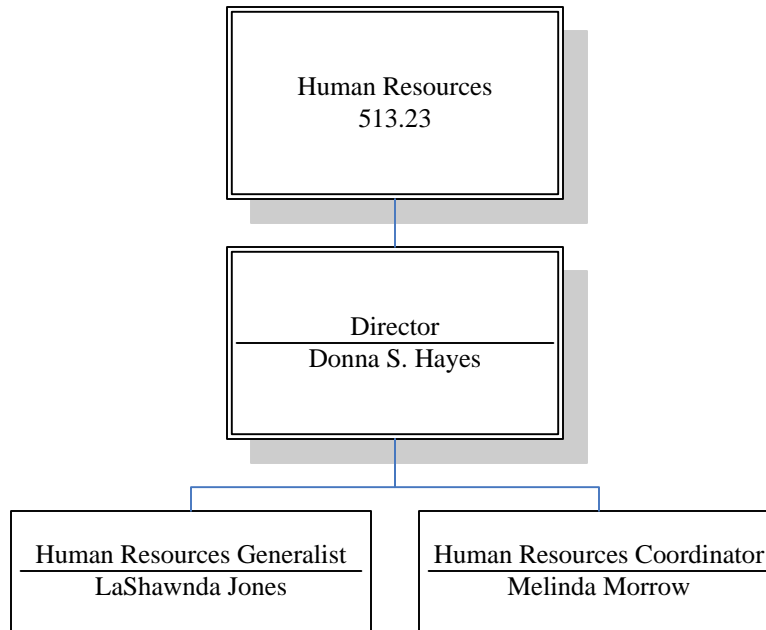 Human Resources
513.23
Director
Donna S. Hayes
Human Resources Generalist
LaShawnda Jones
Human Resources Coordinator
Melinda Morrow